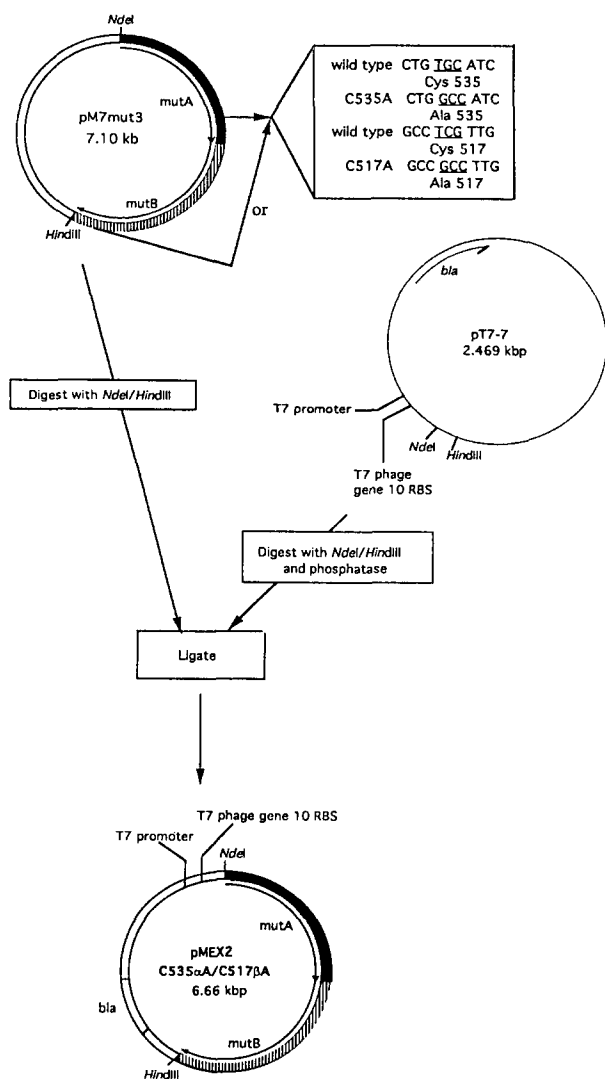 NdeI
mutA
pM7mut3
7.10 kb
mutB
HindIII
or
wild type CTG TGC ATC
Cys 535
C535A CTG GCC ATC
Ala 535
wild type GCC TCG TTG
Cys 517
C517A GCC GCC TTG
Ala 517
bla
pT7-7
2.469 kbp
T7 promoter
NdeI
HindIII
T7 phage
gene 10 RBS
Digest with NdeI/HindIII
Digest with NdeI/HindIII
and phosphatase
Ligate
T7 phage gene 10 RBS
T7 promoter
NdeI
mutA
pMEX2
C535αA/C517βA
6.66 kbp
bla
mutB
HindIII